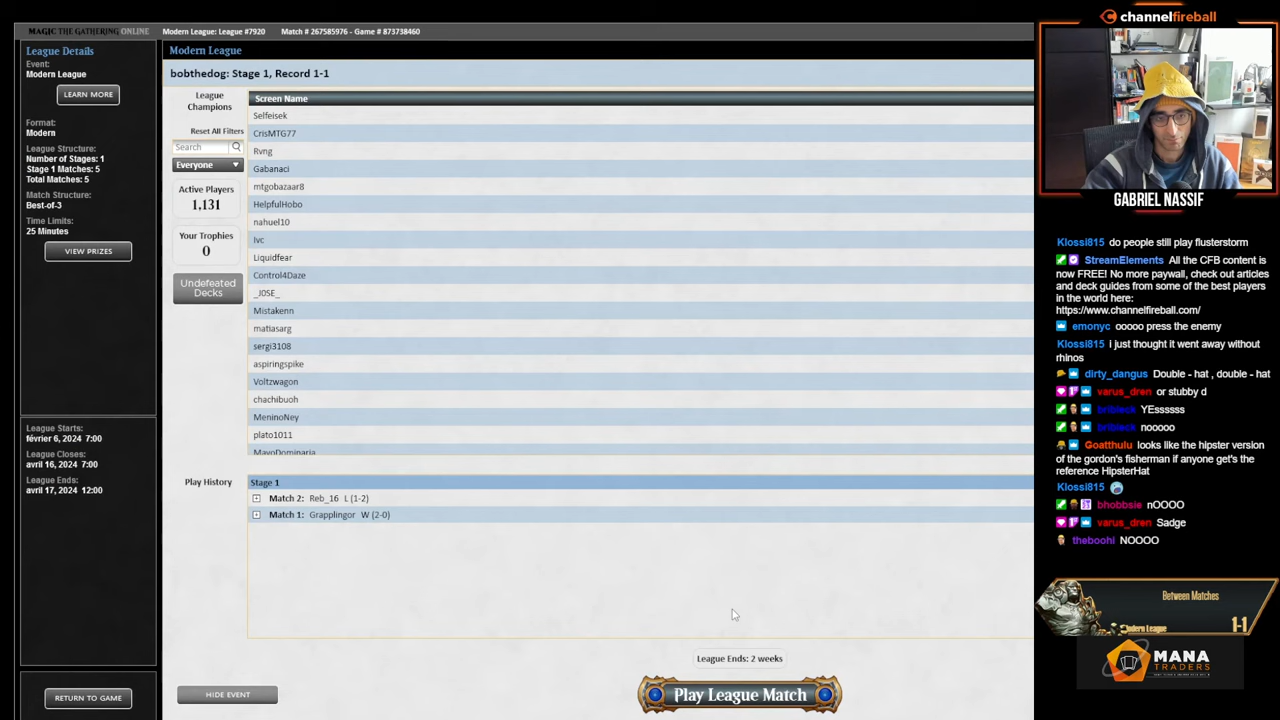 MAGIC THE GATHERING ONLINE
Modern League: League #7920
Match # 267585976 - Game # 873738460
League Details
Event:
Modern League
LEARN MORE
Format:
Modern
League Structure:
Number of Stages: 1
Stage 1 Matches: 5
Total Matches: 5
Match Structure:
Best-of-3
Time Limits:
25 Minutes
VIEW PRIZES
League Starts:
février 6, 2024 7:00
League Closes:
avril 16, 2024 7:00
League Ends:
avril 17, 2024 12:00
RETURN TO GAME
Modern League
bobthedog: Stage 1, Record 1-1
League
Champions
Reset All Filters
Search
Everyone
Active Players
1,131
Your Trophies
0
Undefeated
Decks
Screen Name
Selfeisek
CrisMTG77
Rvng
Gabanaci
mtgobazaar8
HelpfulHobo
nahuel10
lvc
Liquidfear
Control4Daze
_J0SE_
Mistakenn
matiasarg
sergi3108
aspiringspike
Voltzwagon
chachibuoh
MeninoNey
plato1011
MayoDominaria
Play History
Stage 1
Match 2: Reb_16 L (1-2)
Match 1: Grapplingor W (2-0)
League Ends: 2 weeks
HIDE EVENT
Play League Match
channelfireball
GABRIEL NASSIF
Klossi815 do people still play flusterstorm
StreamElements All the CFB content is
now FREE! No more paywall, check out articles
and deck guides from some of the best players
in the world here:
https://www.channelfireball.com/
emonyc ooooo press the enemy
Klossi815 i just thought it went away without
rhinos
dirty_dangus Double - hat , double - hat
varus_dren or stubby d
bribleck YESssss
bribleck nooooo
Goatthulu looks like the hipster version
of the gordon's fisherman if anyone get's the
reference HipsterHat
Klossi815
bhobbsie nOOOO
varus_dren Sadge
theboohl NOOOO
Between Matches
Modern League
1-1
MANA
TRADERS